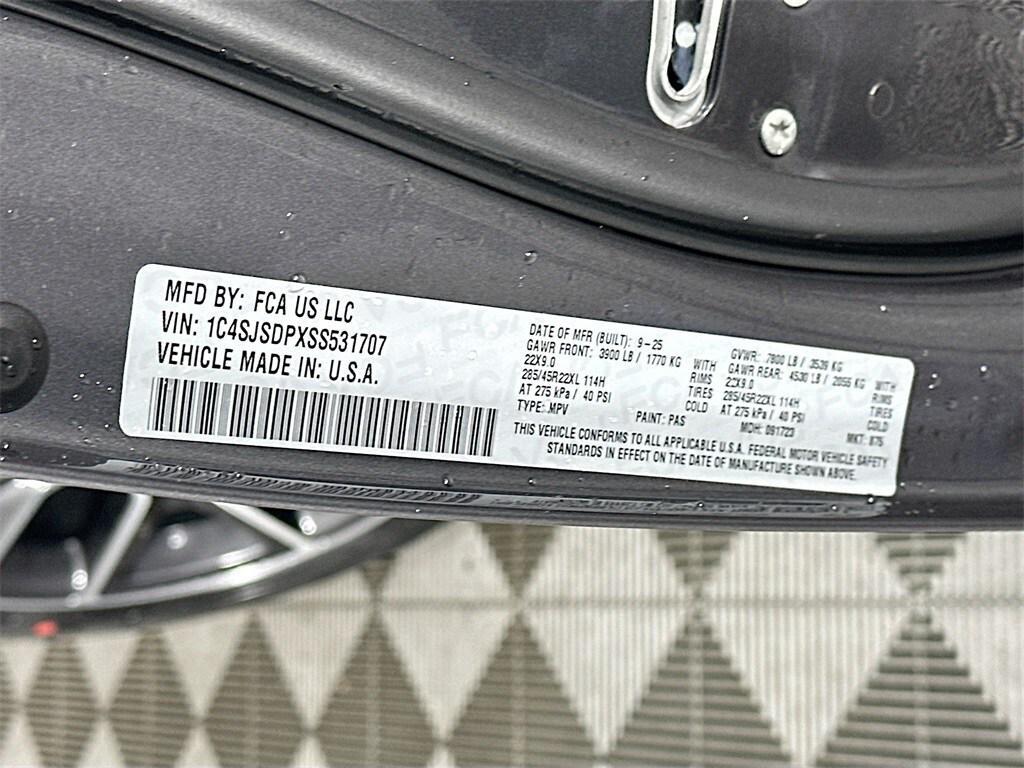 MFD BY: FCA US LLC
VIN: 1C4SJSDPXSS531707
VEHICLE MADE IN: U.S.A.
DATE OF MFR (BUILT): 9-25
GAWR FRONT: 3900 LB / 1770 KG WITH
22X9.0 RIMS
285/45R22XL 114H TIRES
AT 275 kPa / 40 PSI COLD
TYPE: MPV PAINT: PAS
GVWR: 7800 LB / 3539 KG
GAWR REAR: 4530 LB / 2056 KG WITH
22X9.0 RIMS
285/45R22XL 114H TIRES
AT 275 kPa / 40 PSI COLD
MDH: 091723 MKT: 875
THIS VEHICLE CONFORMS TO ALL APPLICABLE U.S.A. FEDERAL MOTOR VEHICLE SAFETY
STANDARDS IN EFFECT ON THE DATE OF MANUFACTURE SHOWN ABOVE.